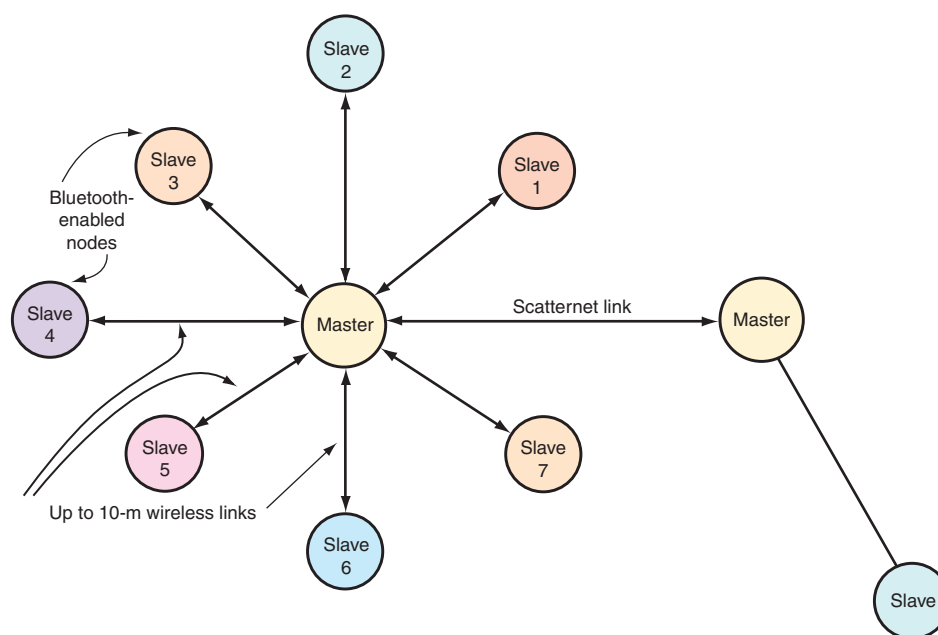 Slave
2
Slave
3
Slave
1
Bluetooth-
enabled
nodes
Slave
4
Master
Scatternet link
Master
Slave
5
Slave
7
Up to 10-m wireless links
Slave
6
Slave